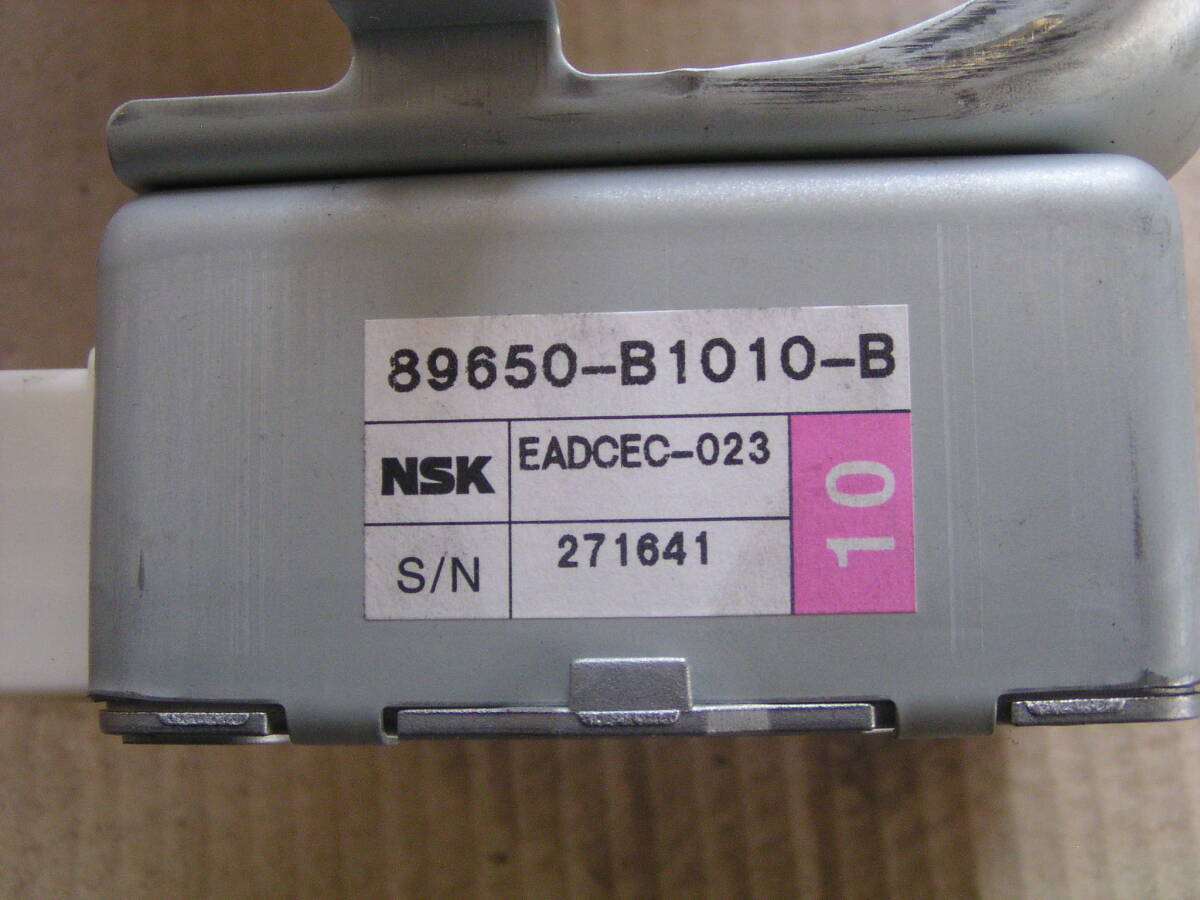 89650-B1010-B
NSK
EADCEC-023
10
S/N
271641